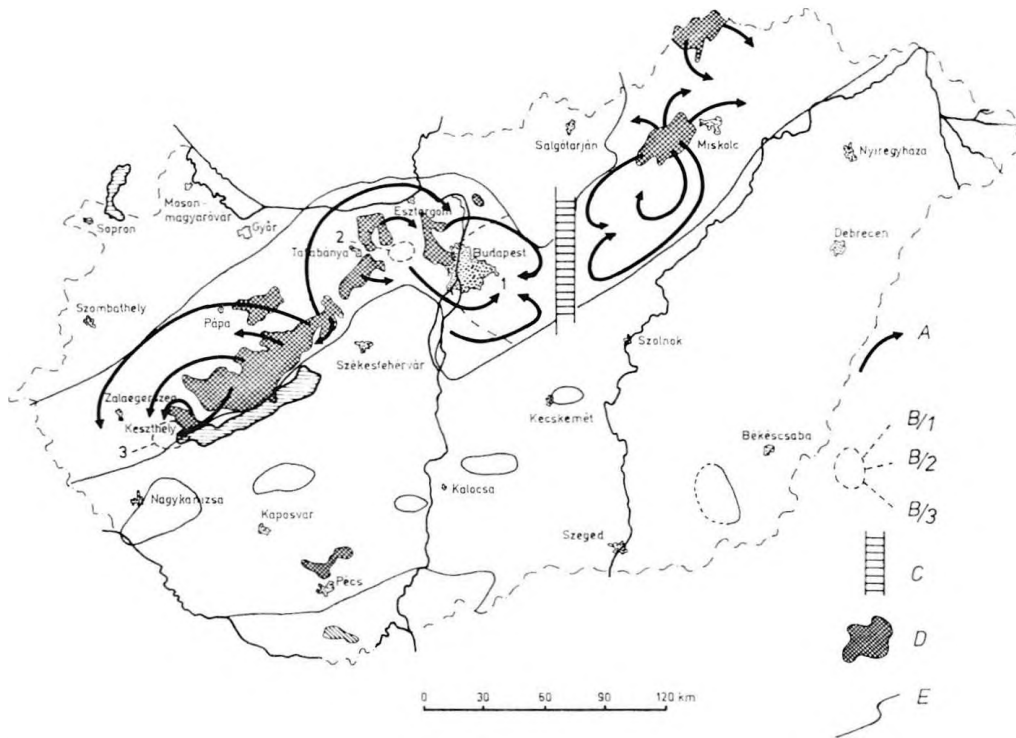 Salgótarján
Miskolc
Nyíregyháza
Moson-
magyaróvár
Sopron
Győr
Esztergom
2
Tatabánya
Budapest
1
Debrecen
Szombathely
Pápa
Székesfehérvár
Szolnok
A
Zalaegerszeg
Keszthely
3
Kecskemét
Békéscsaba
B/1
B/2
B/3
Nagykanizsa
Kaposvár
Kalocsa
Szeged
C
Pécs
D
0 30 60 90 120 km
E